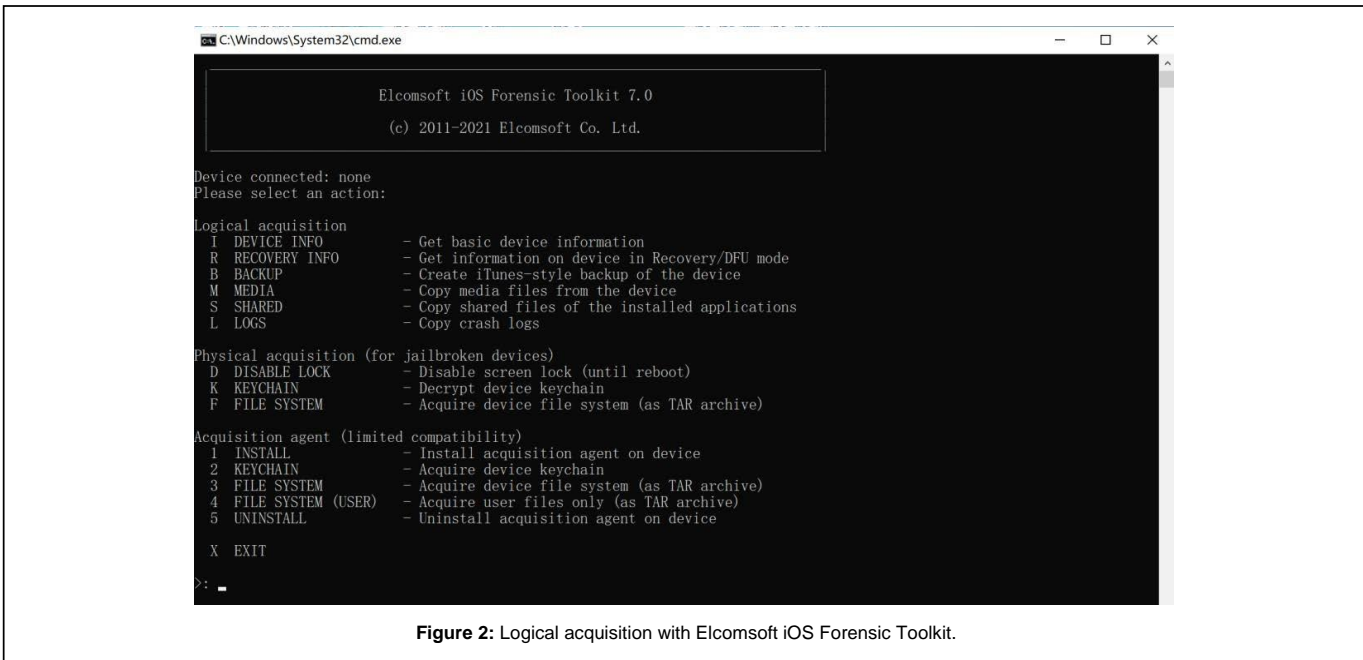 C:\Windows\System32\cmd.exe
Elcomsoft iOS Forensic Toolkit 7.0
(c) 2011-2021 Elcomsoft Co. Ltd.
Device connected: none
Please select an action:
Logical acquisition
I DEVICE INFO - Get basic device information
R RECOVERY INFO - Get information on device in Recovery/DFU mode
B BACKUP - Create iTunes-style backup of the device
M MEDIA - Copy media files from the device
S SHARED - Copy shared files of the installed applications
L LOGS - Copy crash logs
Physical acquisition (for jailbroken devices)
D DISABLE LOCK - Disable screen lock (until reboot)
K KEYCHAIN - Decrypt device keychain
F FILE SYSTEM - Acquire device file system (as TAR archive)
Acquisition agent (limited compatibility)
1 INSTALL - Install acquisition agent on device
2 KEYCHAIN - Acquire device keychain
3 FILE SYSTEM - Acquire device file system (as TAR archive)
4 FILE SYSTEM (USER) - Acquire user files only (as TAR archive)
5 UNINSTALL - Uninstall acquisition agent on device
X EXIT
>: _
Figure 2: Logical acquisition with Elcomsoft iOS Forensic Toolkit.